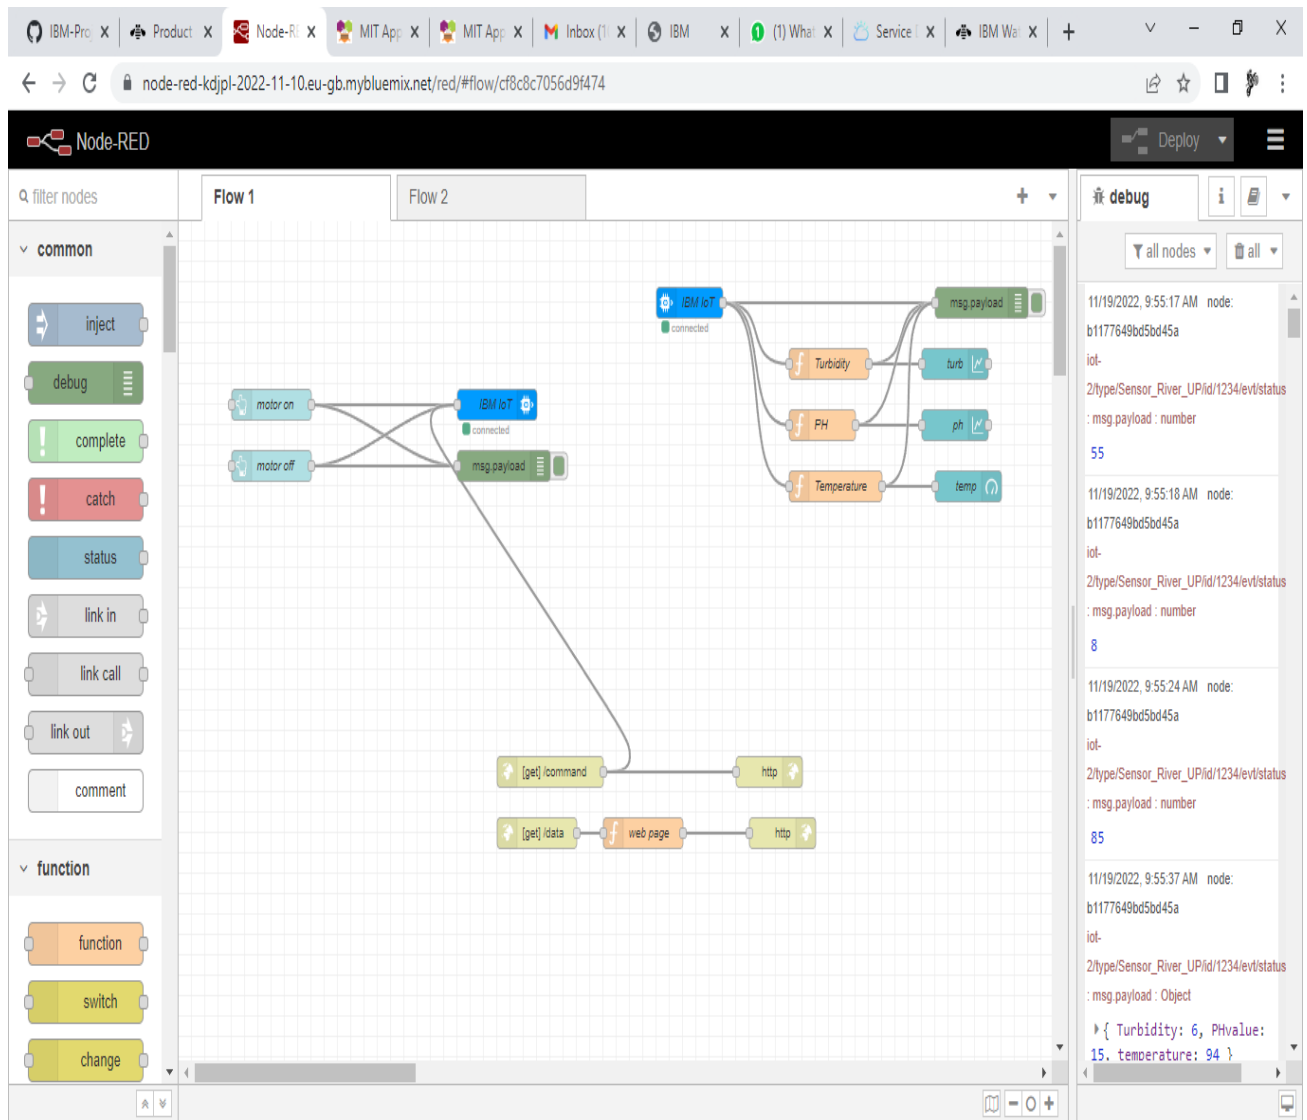 IBM-Pro
Product
Node-R
MIT App
MIT App
Inbox (1
IBM
(1) What
Service
IBM Wat
node-red-kdjpl-2022-11-10.eu-gb.mybluemix.net/red/#flow/cf8c8c7056d9f474
Node-RED
Deploy
filter nodes
Flow 1
Flow 2
debug
i
common
all nodes
all
inject
debug
complete
catch
status
link in
link call
link out
comment
function
function
switch
change
motor on
motor off
IBM IoT
connected
msg.payload
IBM IoT
connected
msg.payload
f Turbidity
turb
f PH
ph
f Temperature
temp
[get] /command
http
[get] /data
f web page
http
11/19/2022, 9:55:17 AM node:
b1177649bd5bd45a
iot-
2/type/Sensor_River_UP/id/1234/evt/status
: msg.payload : number
55
11/19/2022, 9:55:18 AM node:
b1177649bd5bd45a
iot-
2/type/Sensor_River_UP/id/1234/evt/status
: msg.payload : number
8
11/19/2022, 9:55:24 AM node:
b1177649bd5bd45a
iot-
2/type/Sensor_River_UP/id/1234/evt/status
: msg.payload : number
85
11/19/2022, 9:55:37 AM node:
b1177649bd5bd45a
iot-
2/type/Sensor_River_UP/id/1234/evt/status
: msg.payload : Object
{ Turbidity: 6, PHvalue:
15, temperature: 94 }